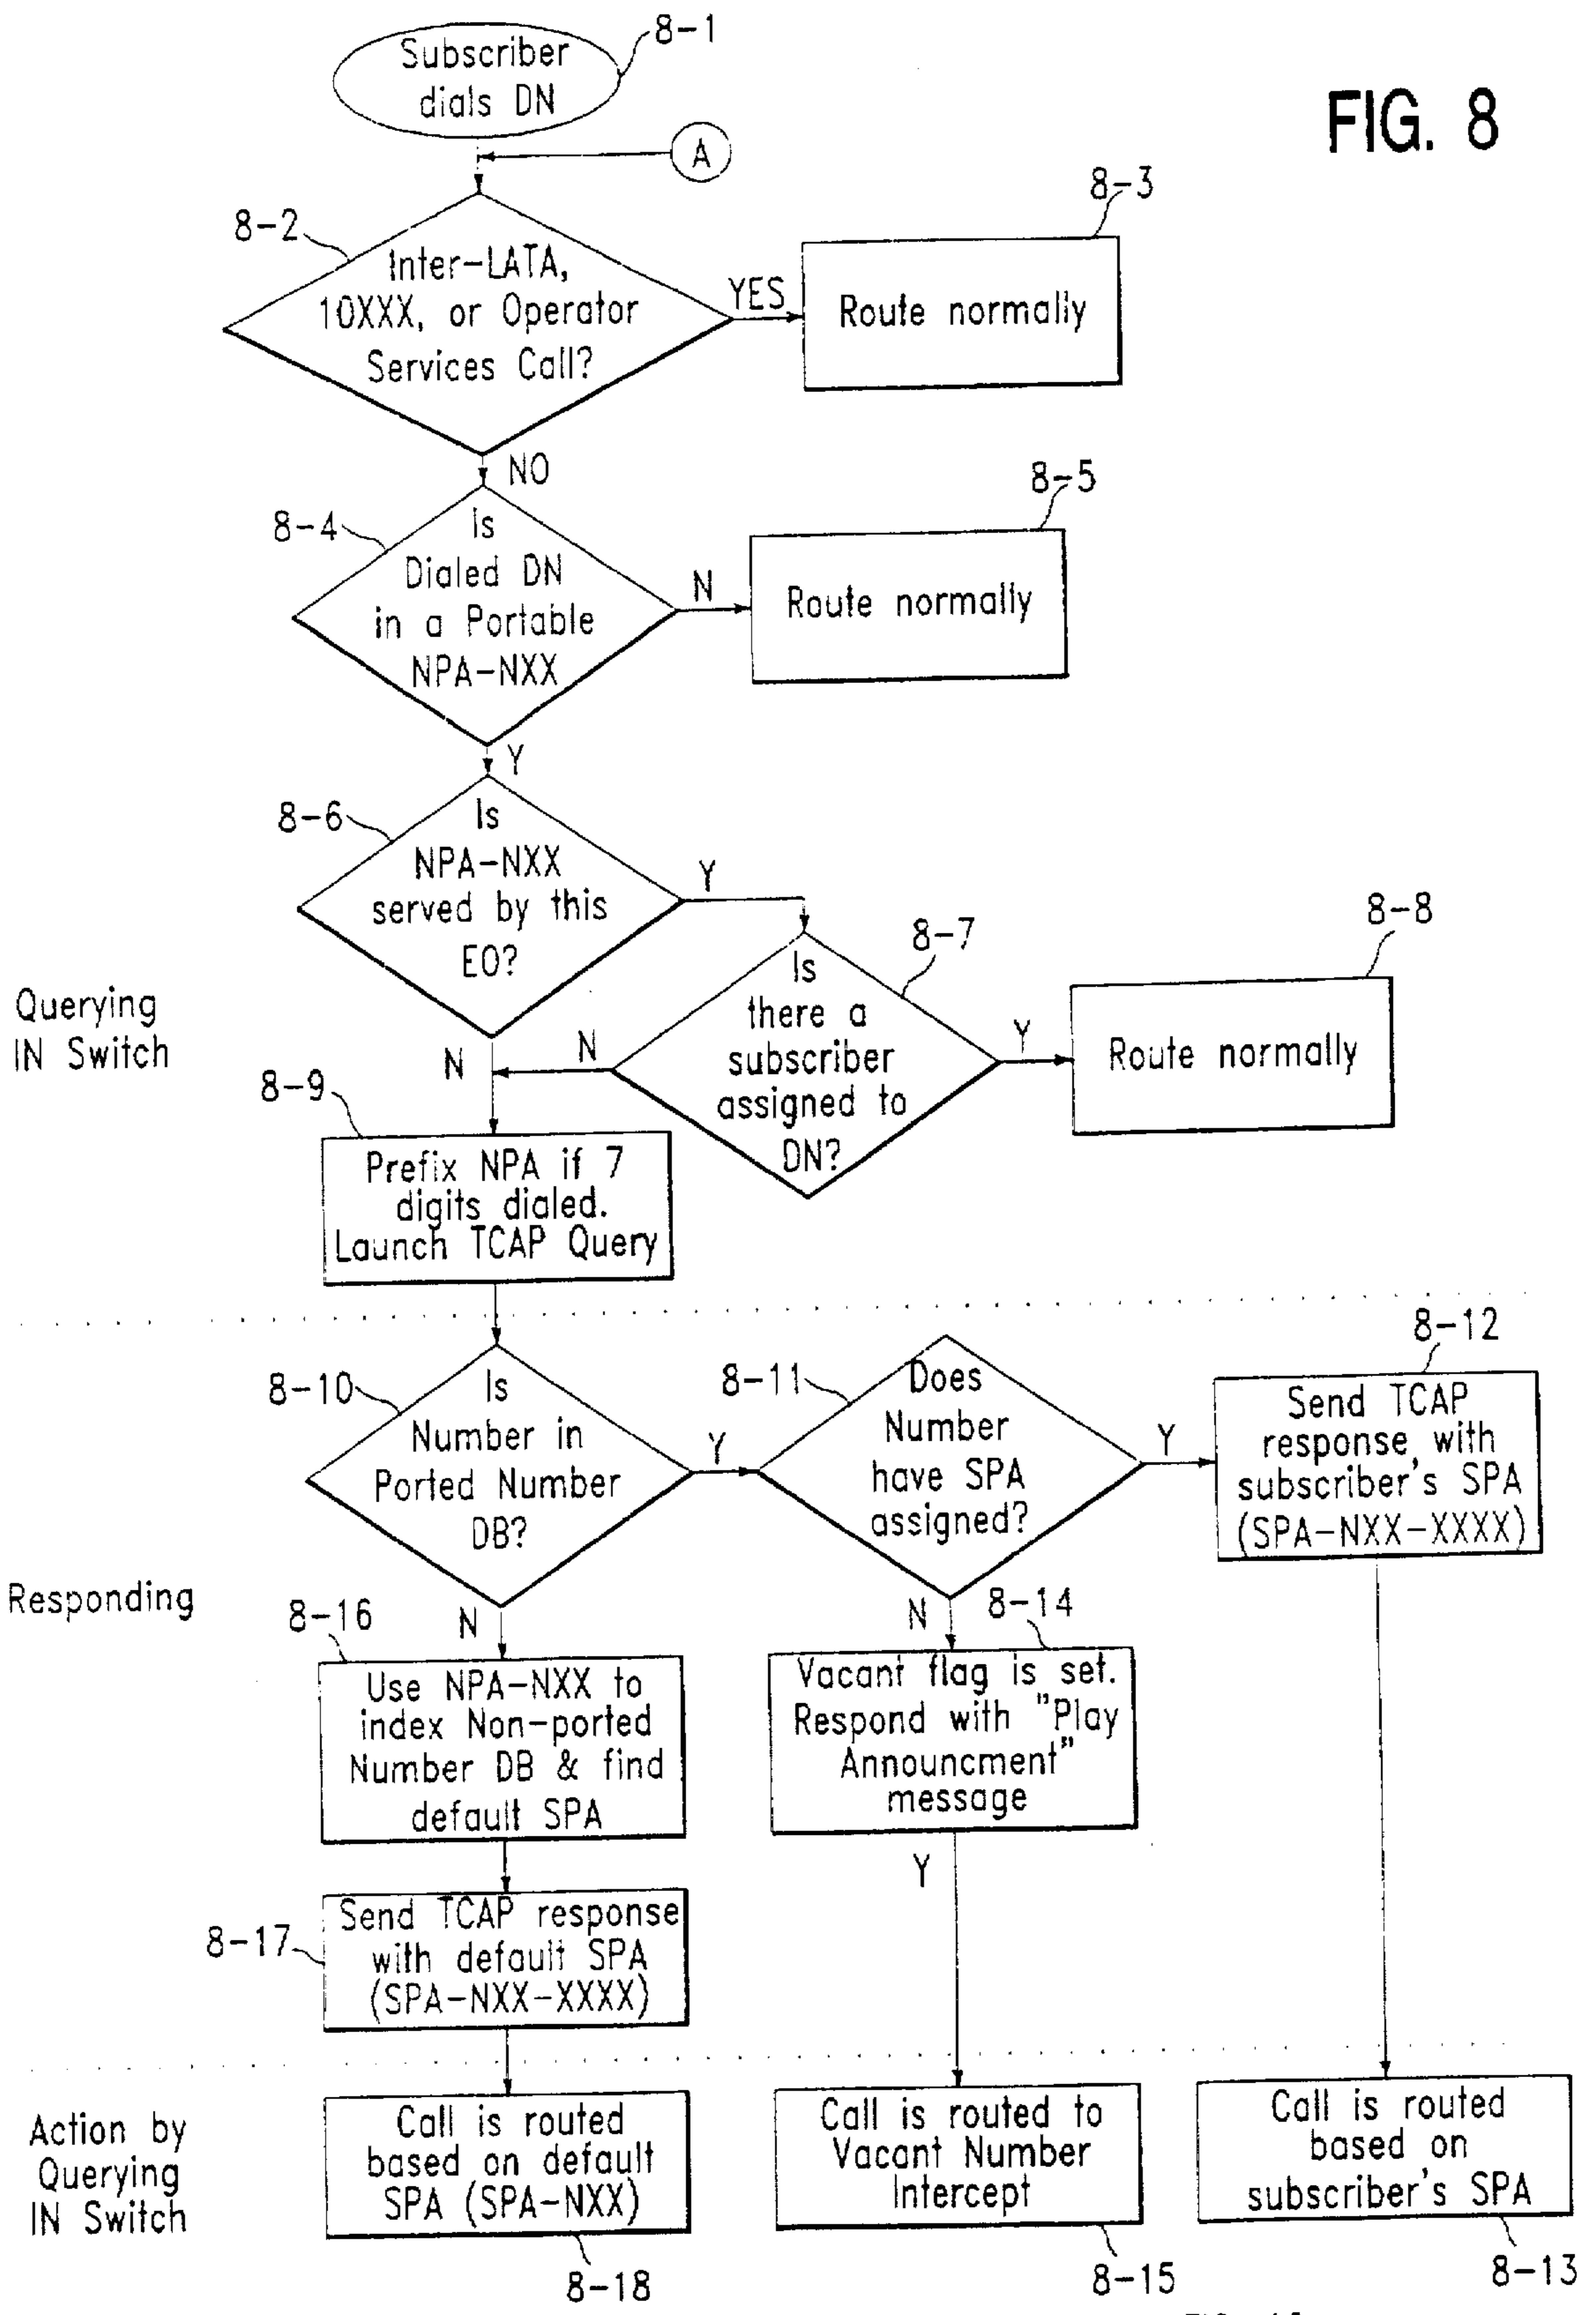 8-1
Subscriber
dials DN
FIG. 8
A
8-2
Inter-LATA,
10XXX, or Operator
Services Call?
YES
8-3
Route normally
NO
8-4
Is
Dialed DN
in a Portable
NPA-NXX
N
8-5
Route normally
Y
8-6
Is
NPA-NXX
served by this
EO?
Y
8-7
Is
there a
subscriber
assigned to
DN?
Y
8-8
Route normally
Querying
IN Switch
N
N
8-9
Prefix NPA if 7
digits dialed.
Launch TCAP Query
8-10
Is
Number in
Ported Number
DB?
Y
8-11
Does
Number
have SPA
assigned?
Y
8-12
Send TCAP
response with
subscriber's SPA
(SPA-NXX-XXXX)
Responding
N
8-16
Use NPA-NXX to
index Non-ported
Number DB & find
default SPA
N
8-14
Vacant flag is set.
Respond with "Play
Announcment"
message
Y
8-17
Send TCAP response
with default SPA
(SPA-NXX-XXXX)
Action by
Querying
IN Switch
Call is routed
based on default
SPA (SPA-NXX)
8-18
Call is routed to
Vacant Number
Intercept
8-15
Call is routed
based on
subscriber's SPA
8-13